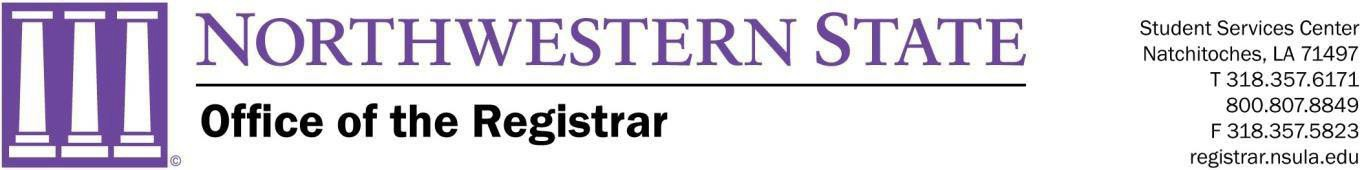 NORTHWESTERN STATE
Office of the Registrar
©
Student Services Center
Natchitoches, LA 71497
T 318.357.6171
800.807.8849
F 318.357.5823
registrar.nsula.edu